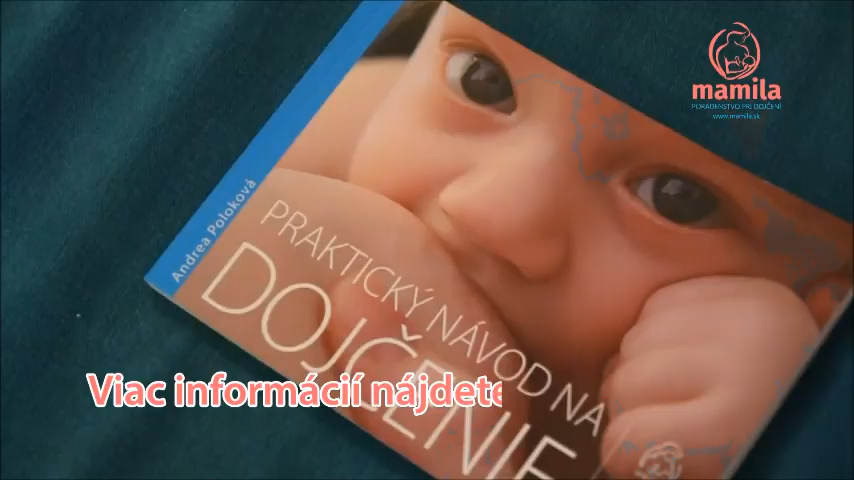 mamila
PORADENSTVO PRI DOJČENÍ
www.mamila.sk
Andrea Poloková
PRAKTICKÝ NÁVOD NA
DOJČENIE
Viac informácií nájdete